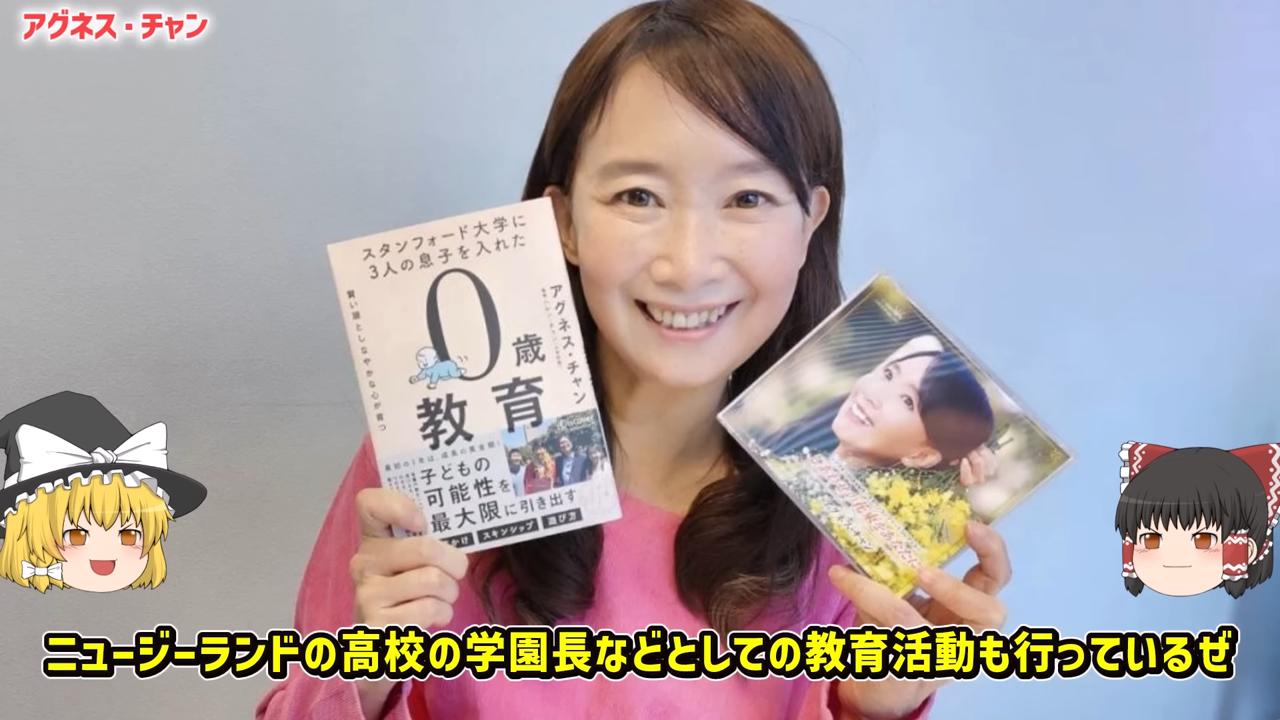 アグネス・チャン
スタンフォード大学に
3人の息子を入れた
0歳
教育
賢い頭としなやかな心が育つ
アグネス・チャン
子どもの
可能性を
最大限に引き出す
スキンシップ
遊び方
ニュージーランドの高校の学園長などとしての教育活動も行っているぜ